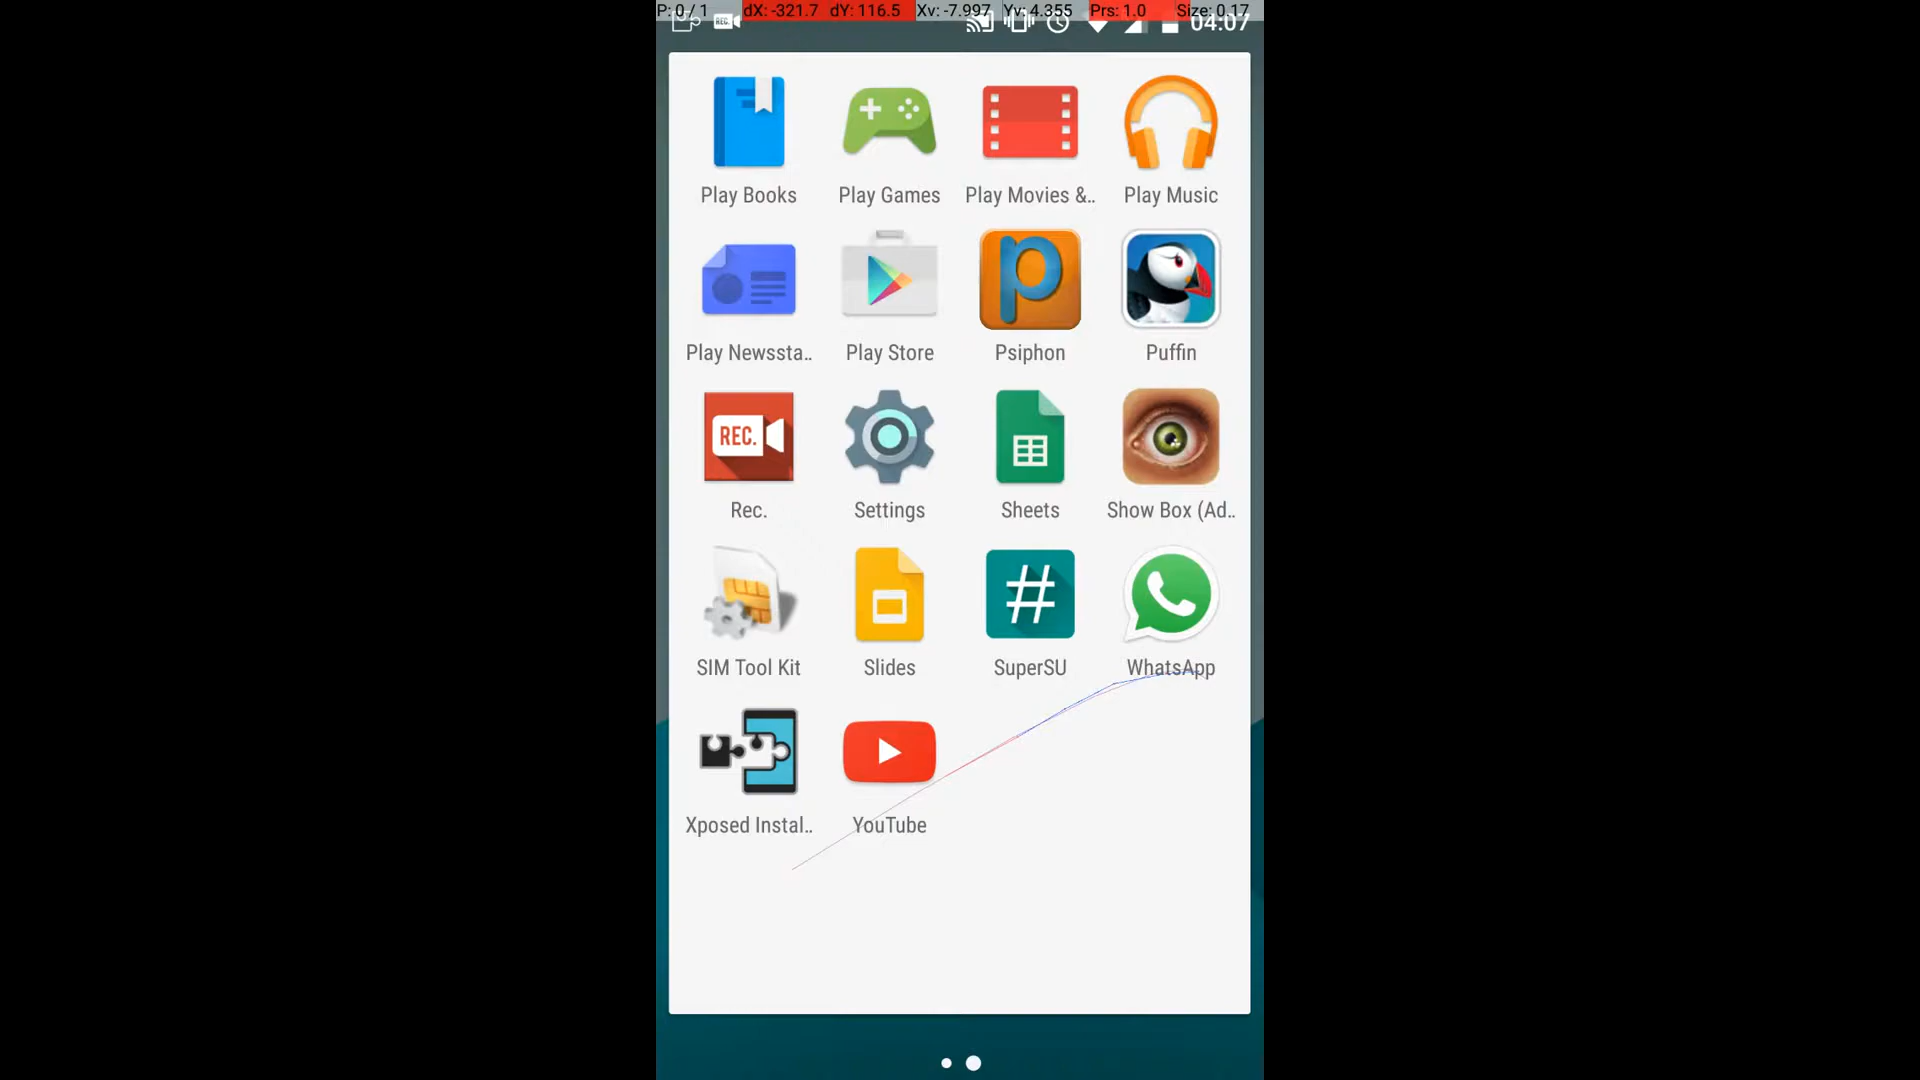 P: 0 / 1 dX: -321.7 dY: 116.5 Xv: -7.997 Yv: 4.355 Prs: 1.0 Size: 0.17
REC. 04:07
Play Books Play Games Play Movies &.. Play Music
Play Newssta.. Play Store Psiphon Puffin
REC.
Rec. Settings Sheets Show Box (Ad..
SIM Tool Kit Slides SuperSU WhatsApp
Xposed Instal.. YouTube